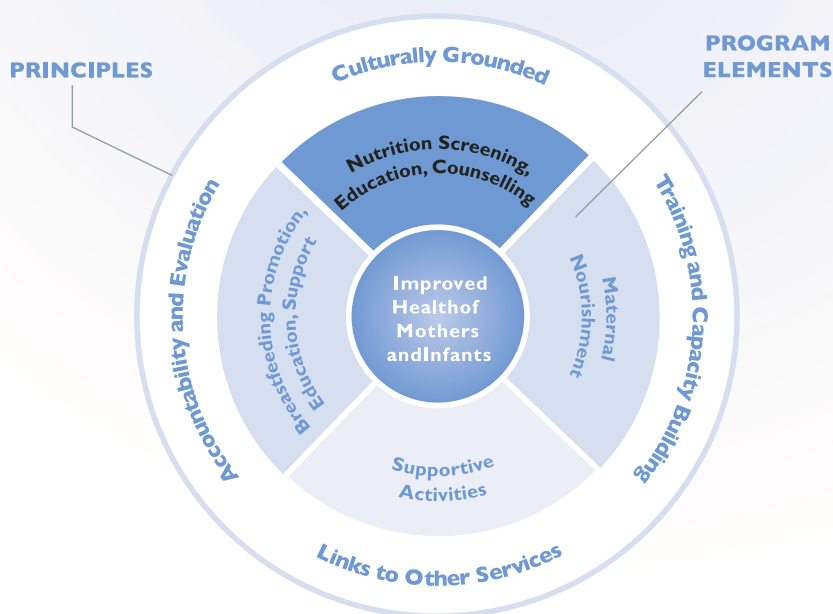 PRINCIPLES
PROGRAM
ELEMENTS
Culturally Grounded
Nutrition Screening,
Education, Counselling
Training and Capacity Building
Maternal
Nourishment
Improved
Healthof
Mothers
andInfants
Breastfeeding Promotion,
Education, Support
Accountability and Evaluation
Supportive
Activities
Links to Other Services